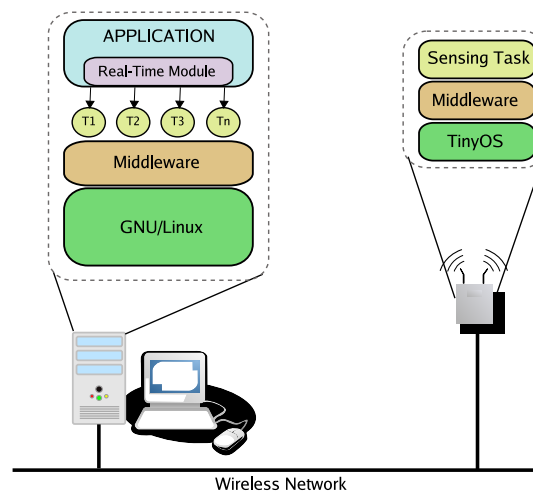 APPLICATION
Real-Time Module
T1 T2 T3 Tn
Middleware
GNU/Linux
Sensing Task
Middleware
TinyOS
Wireless Network